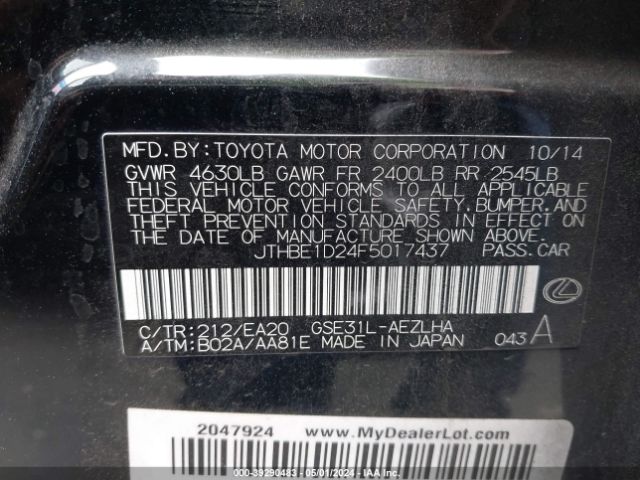 MFD.BY:TOYOTA MOTOR CORPORATION 10/14
GVWR 4630LB GAWR FR 2400LB RR 2545LB
THIS VEHICLE CONFORMS TO ALL APPLICABLE
FEDERAL MOTOR VEHICLE SAFETY,BUMPER,AND
THEFT PREVENTION STANDARDS IN EFFECT ON
THE DATE OF MANUFACTURE SHOWN ABOVE.
JTHBE1D24F5017437 PASS.CAR
C/TR:212/EA20 GSE31L-AEZLHA
A/TM:B02A/AA81E MADE IN JAPAN 043 A
2047924 www.MyDealerLot.com
000-39290483 - 05/01/2024 - IAA Inc.